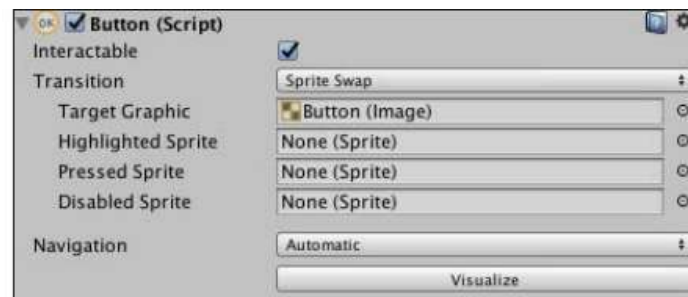 OK Button (Script)
Interactable
Transition Sprite Swap
Target Graphic Button (Image)
Highlighted Sprite None (Sprite)
Pressed Sprite None (Sprite)
Disabled Sprite None (Sprite)
Navigation Automatic
Visualize